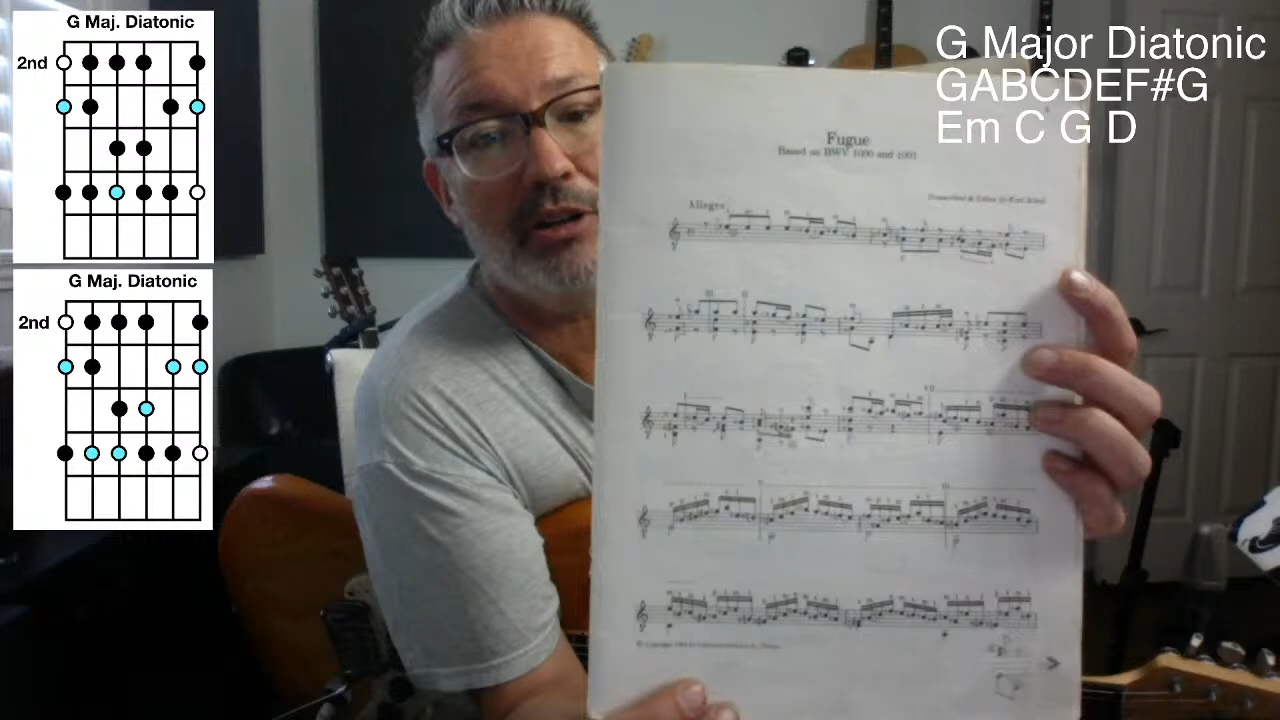 G Maj. Diatonic
2nd
G Maj. Diatonic
2nd
G Major Diatonic
GABCDEF#G
Em C G D
Fugue
Based on BWV 1000 and 1001
Allegro